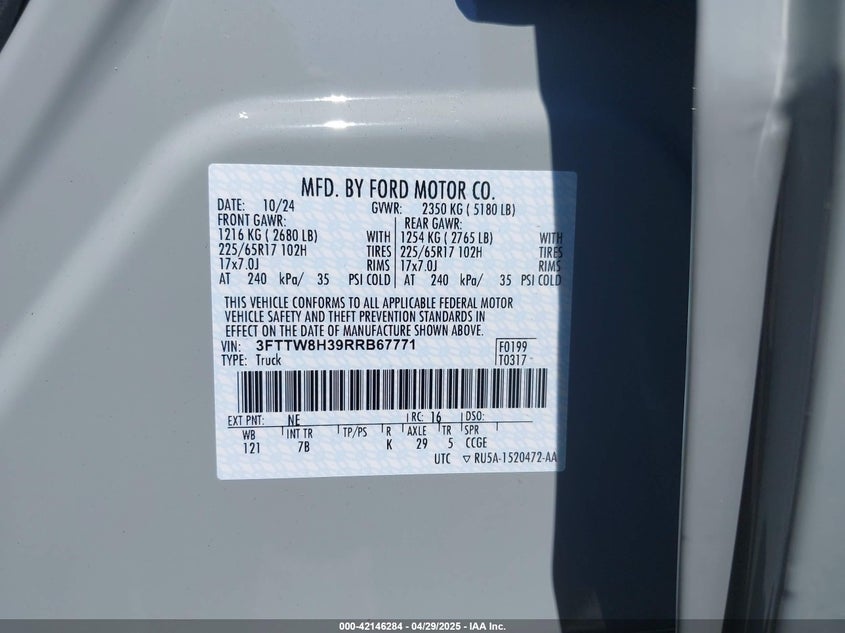 MFD. BY FORD MOTOR CO.
DATE: 10/24 GVWR: 2350 KG ( 5180 LB)
FRONT GAWR: REAR GAWR:
1216 KG ( 2680 LB) WITH 1254 KG ( 2765 LB) WITH
225/65R17 102H TIRES 225/65R17 102H TIRES
17x7.0J RIMS 17x7.0J RIMS
AT 240 kPa/ 35 PSI COLD AT 240 kPa/ 35 PSI COLD
THIS VEHICLE CONFORMS TO ALL APPLICABLE FEDERAL MOTOR
VEHICLE SAFETY AND THEFT PREVENTION STANDARDS IN
EFFECT ON THE DATE OF MANUFACTURE SHOWN ABOVE.
VIN: 3FTTW8H39RRB67771 F0199
TYPE: Truck T0317
EXT PNT: NE RC: 16 DSO:
WB INT TR TP/PS R AXLE TR SPR
121 7B K 29 5 CCGE
UTC ▽ RU5A-1520472-AA
000-42146284 | 04/29/2025 - IAA Inc.